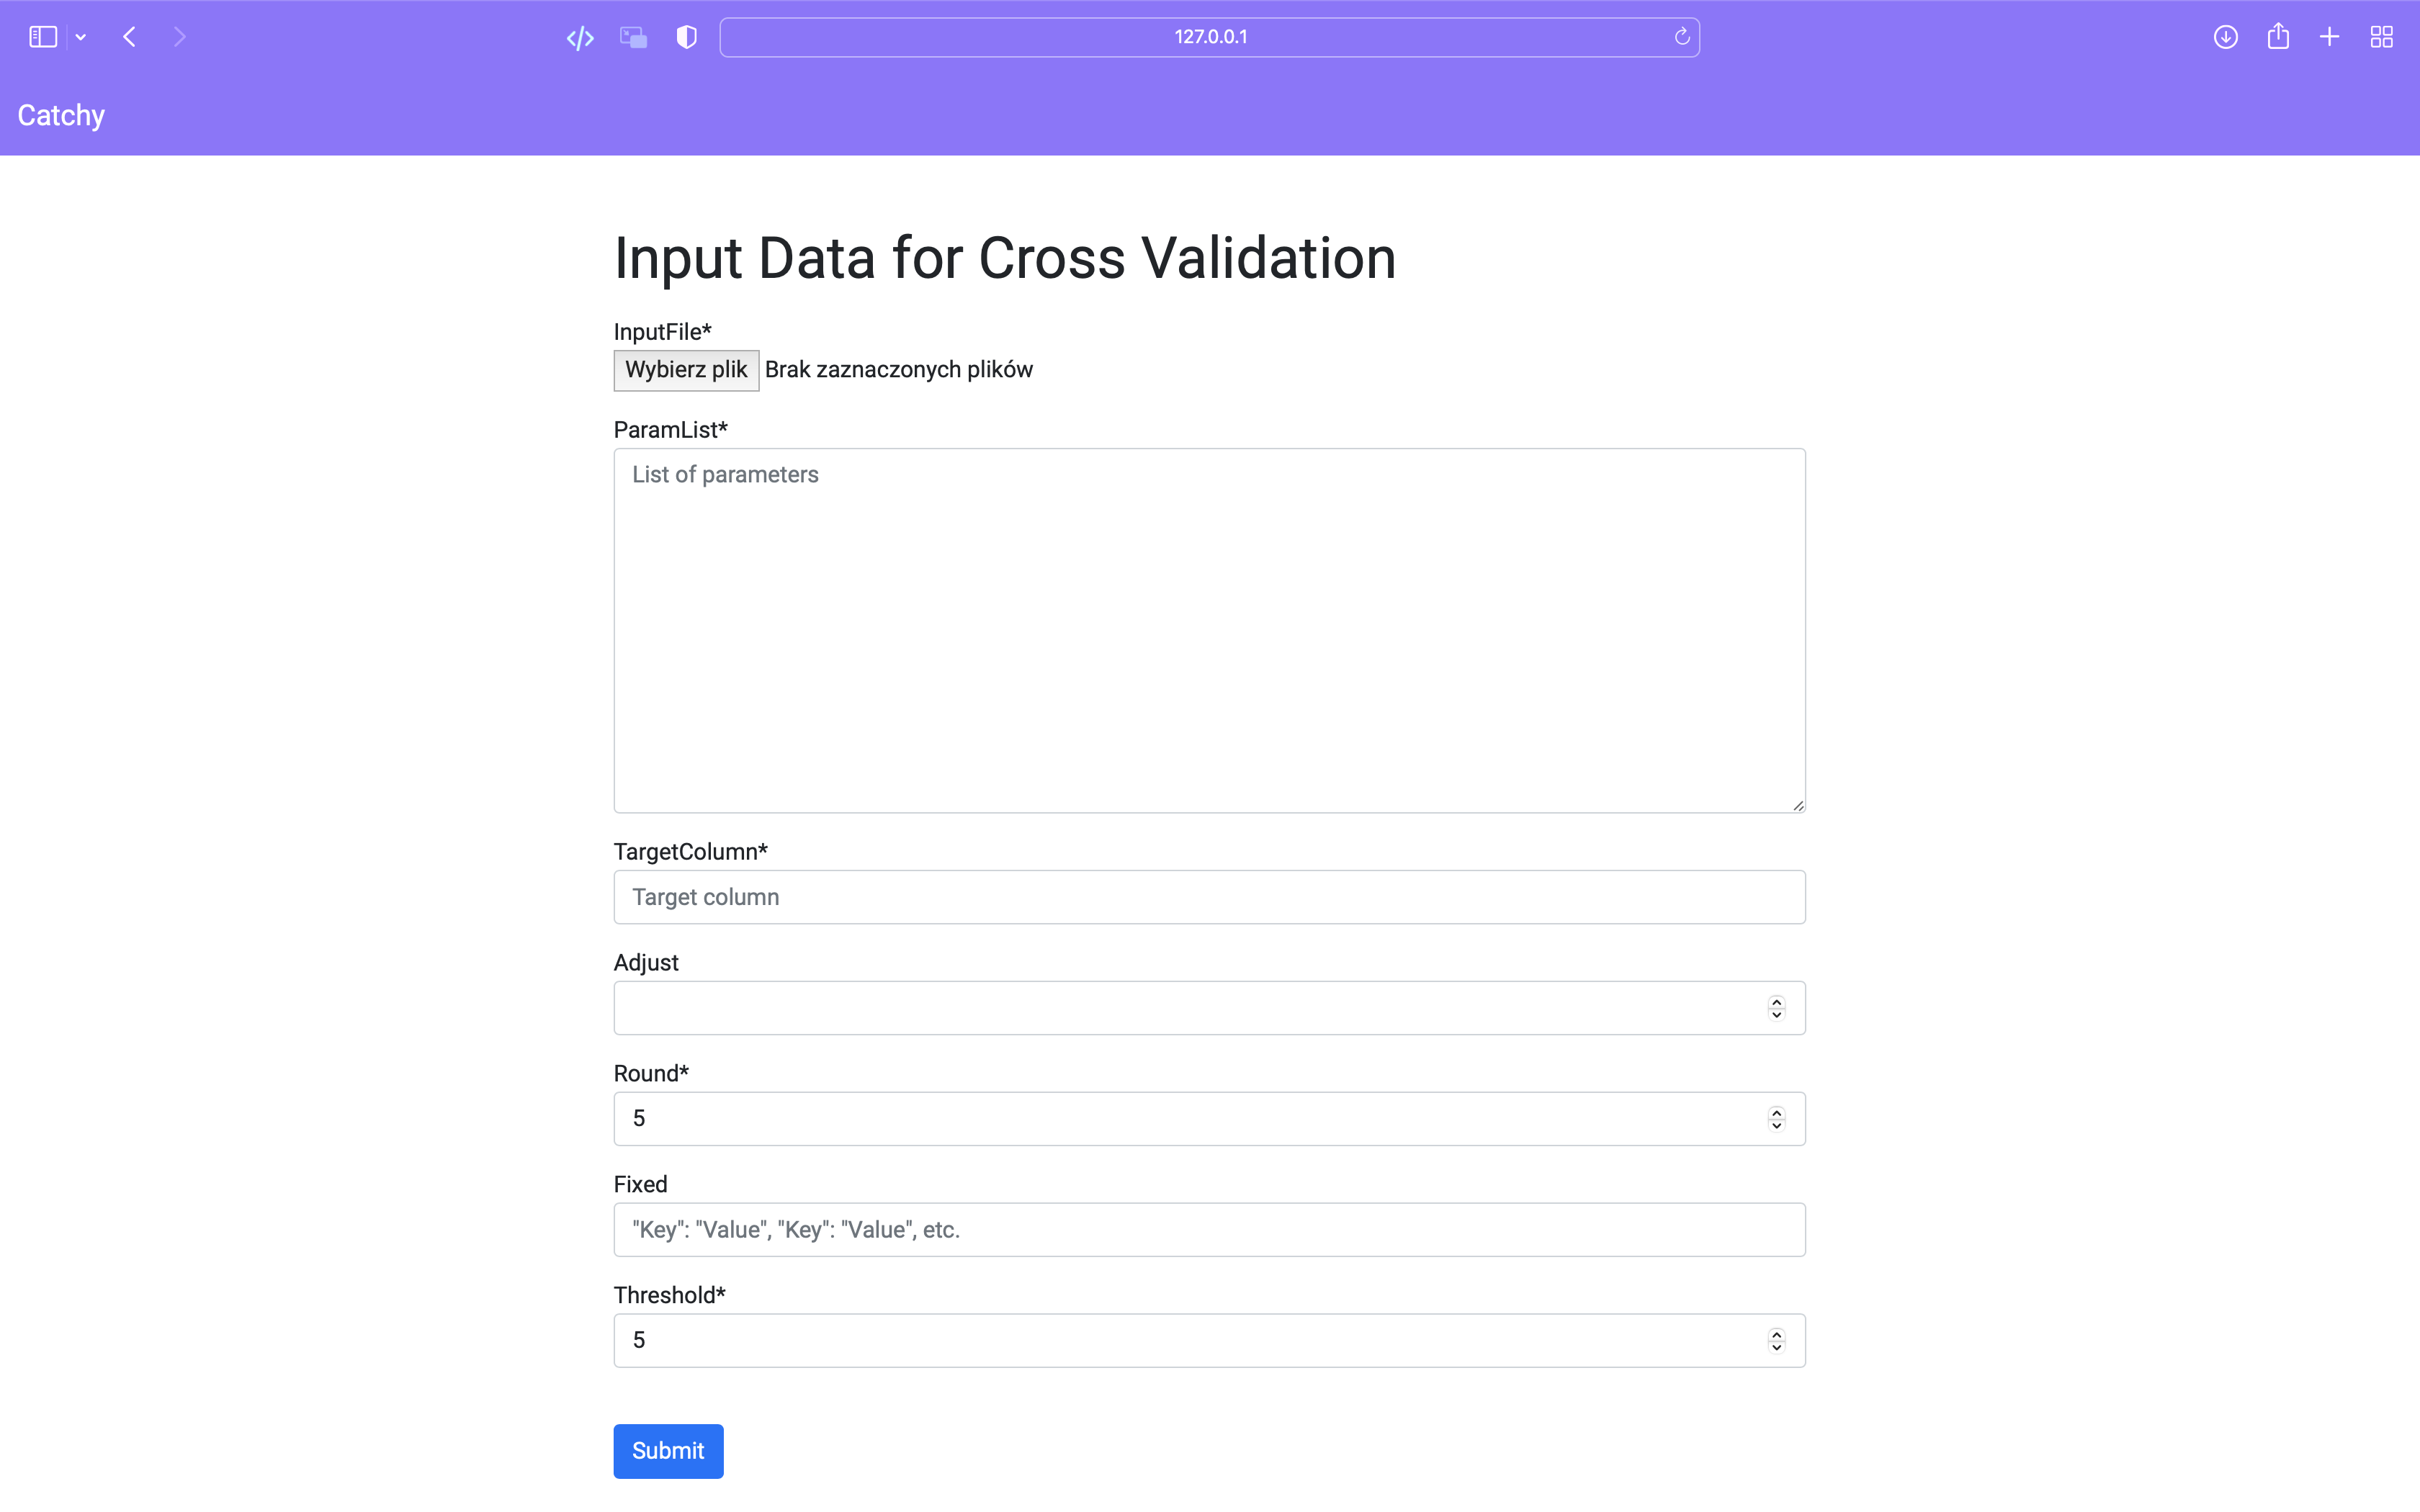 127.0.0.1
Catchy
Input Data for Cross Validation
InputFile*
Wybierz plik Brak zaznaczonych plików
ParamList*
List of parameters
TargetColumn*
Target column
Adjust
Round*
5
Fixed
"Key": "Value", "Key": "Value", etc.
Threshold*
5
Submit